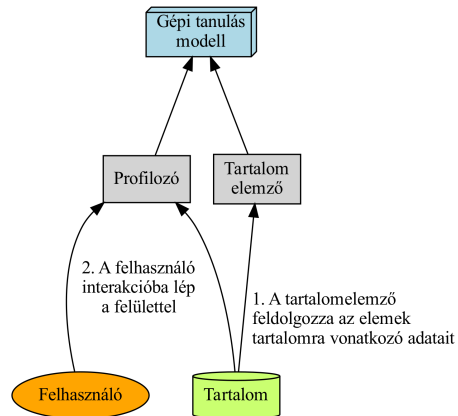 Gépi tanulás
modell
Profilozó
Tartalom
elemző
2. A felhasználó
interakcióba lép
a felülettel
1. A tartalomelemző
feldolgozza az elemek
tartalomra vonatkozó adatait
Felhasználó
Tartalom